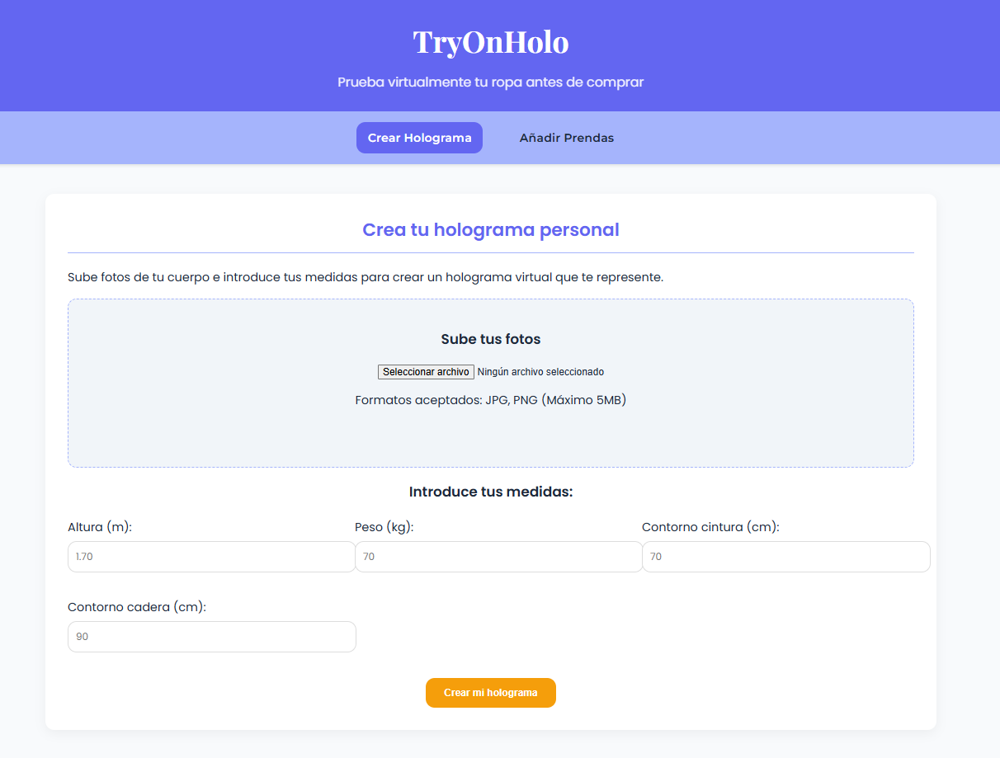 TryOnHolo
Prueba virtualmente tu ropa antes de comprar
Crear Holograma
Añadir Prendas
Crea tu holograma personal
Sube fotos de tu cuerpo e introduce tus medidas para crear un holograma virtual que te represente.
Sube tus fotos
Seleccionar archivo Ningún archivo seleccionado
Formatos aceptados: JPG, PNG (Máximo 5MB)
Introduce tus medidas:
Altura (m):
1.70
Peso (kg):
70
Contorno cintura (cm):
70
Contorno cadera (cm):
90
Crear mi holograma